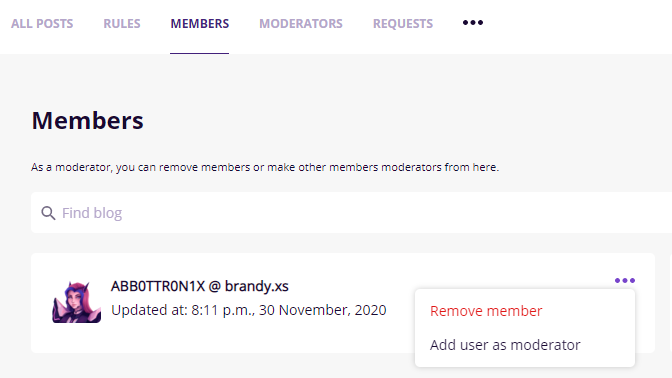 ALL POSTS RULES MEMBERS MODERATORS REQUESTS •••
Members
As a moderator, you can remove members or make other members moderators from here.
Find blog
ABB0TTR0N1X @ brandy.xs
Updated at: 8:11 p.m., 30 November, 2020
Remove member
Add user as moderator